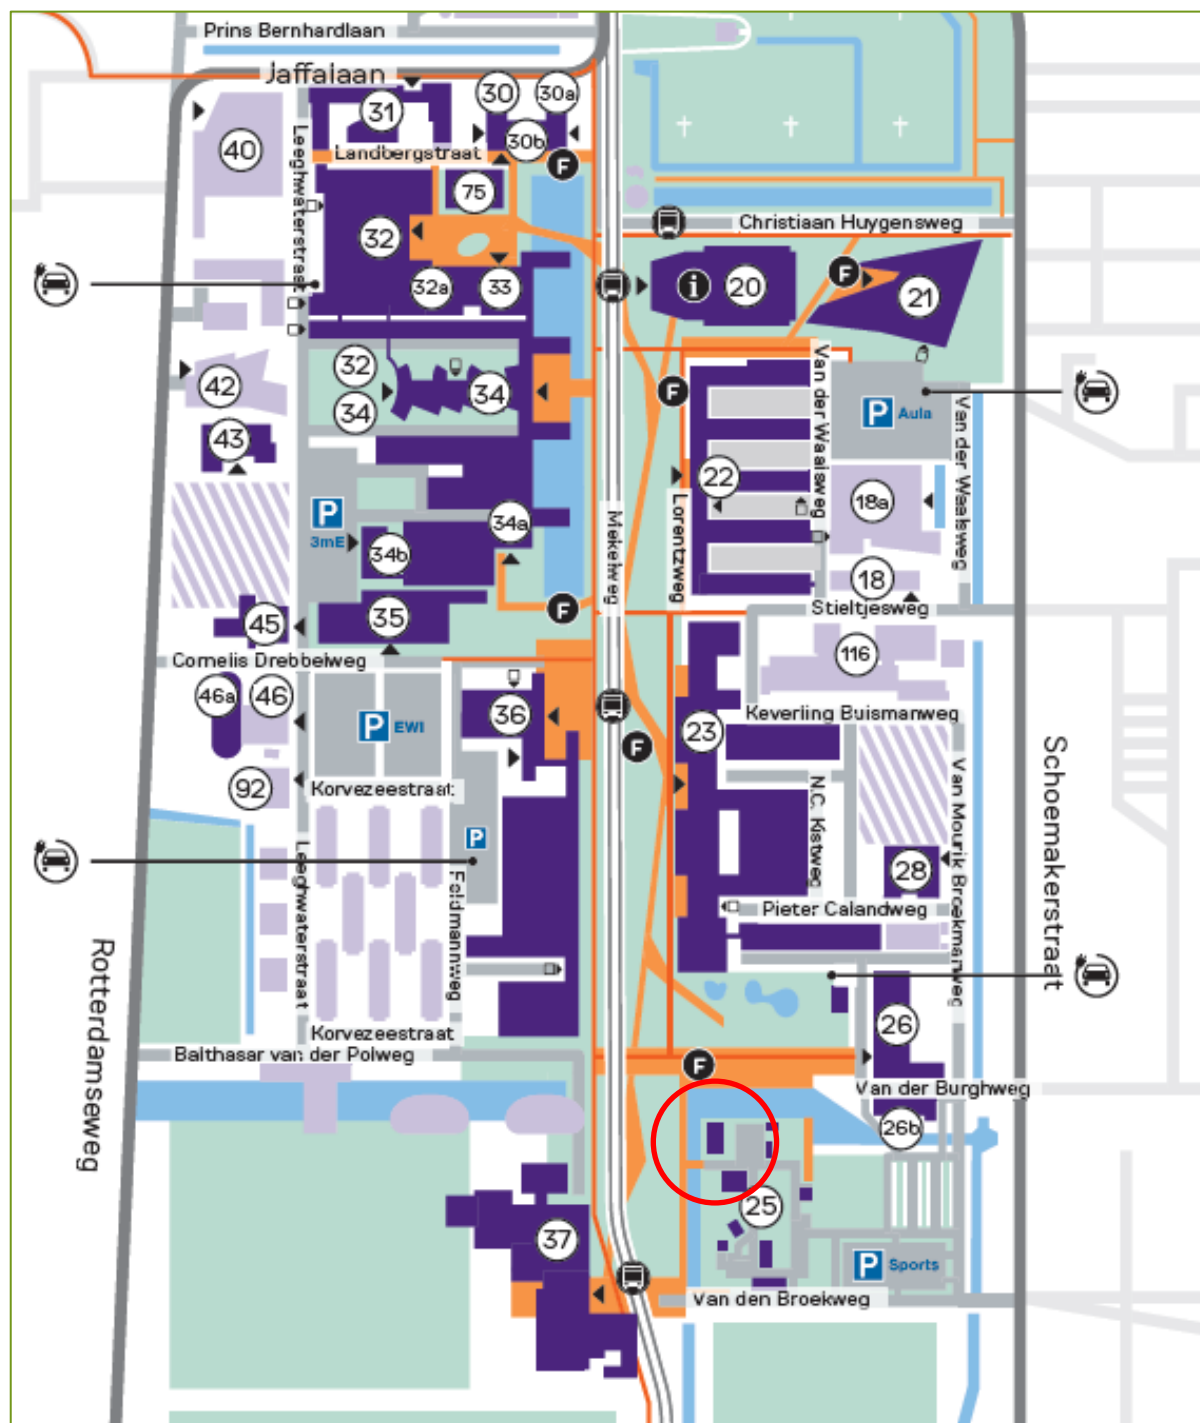 Prins Bernhardlaan
Jaffalaan
31
30
30a
30b
40
Leeghwaterstraat
Landbergstraat
F
75
Christiaan Huygensweg
32
32a
33
i
20
F
21
32
34
34
F
42
43
22
Van der Waalsweg
P Aula
Van der Waalsweg
18a
P
3mE
34a
34b
Mekelweg
Lorentzweg
18
F
Stieltjesweg
45
35
116
Cornelis Drebbelweg
46a
46
P EWI
36
23
F
Keverling Buismanweg
92
Korvezeestraat
P
N.C. Kistweg
Van Mourik Broekmanweg
Schoemakerstraat
28
Leeghwaterstraat
Feldmannweg
Pieter Calandweg
Rotterdamseweg
26
Korvezeestraat
Balthasar van der Polweg
F
Van der Burghweg
26b
25
37
P Sports
Van den Broekweg